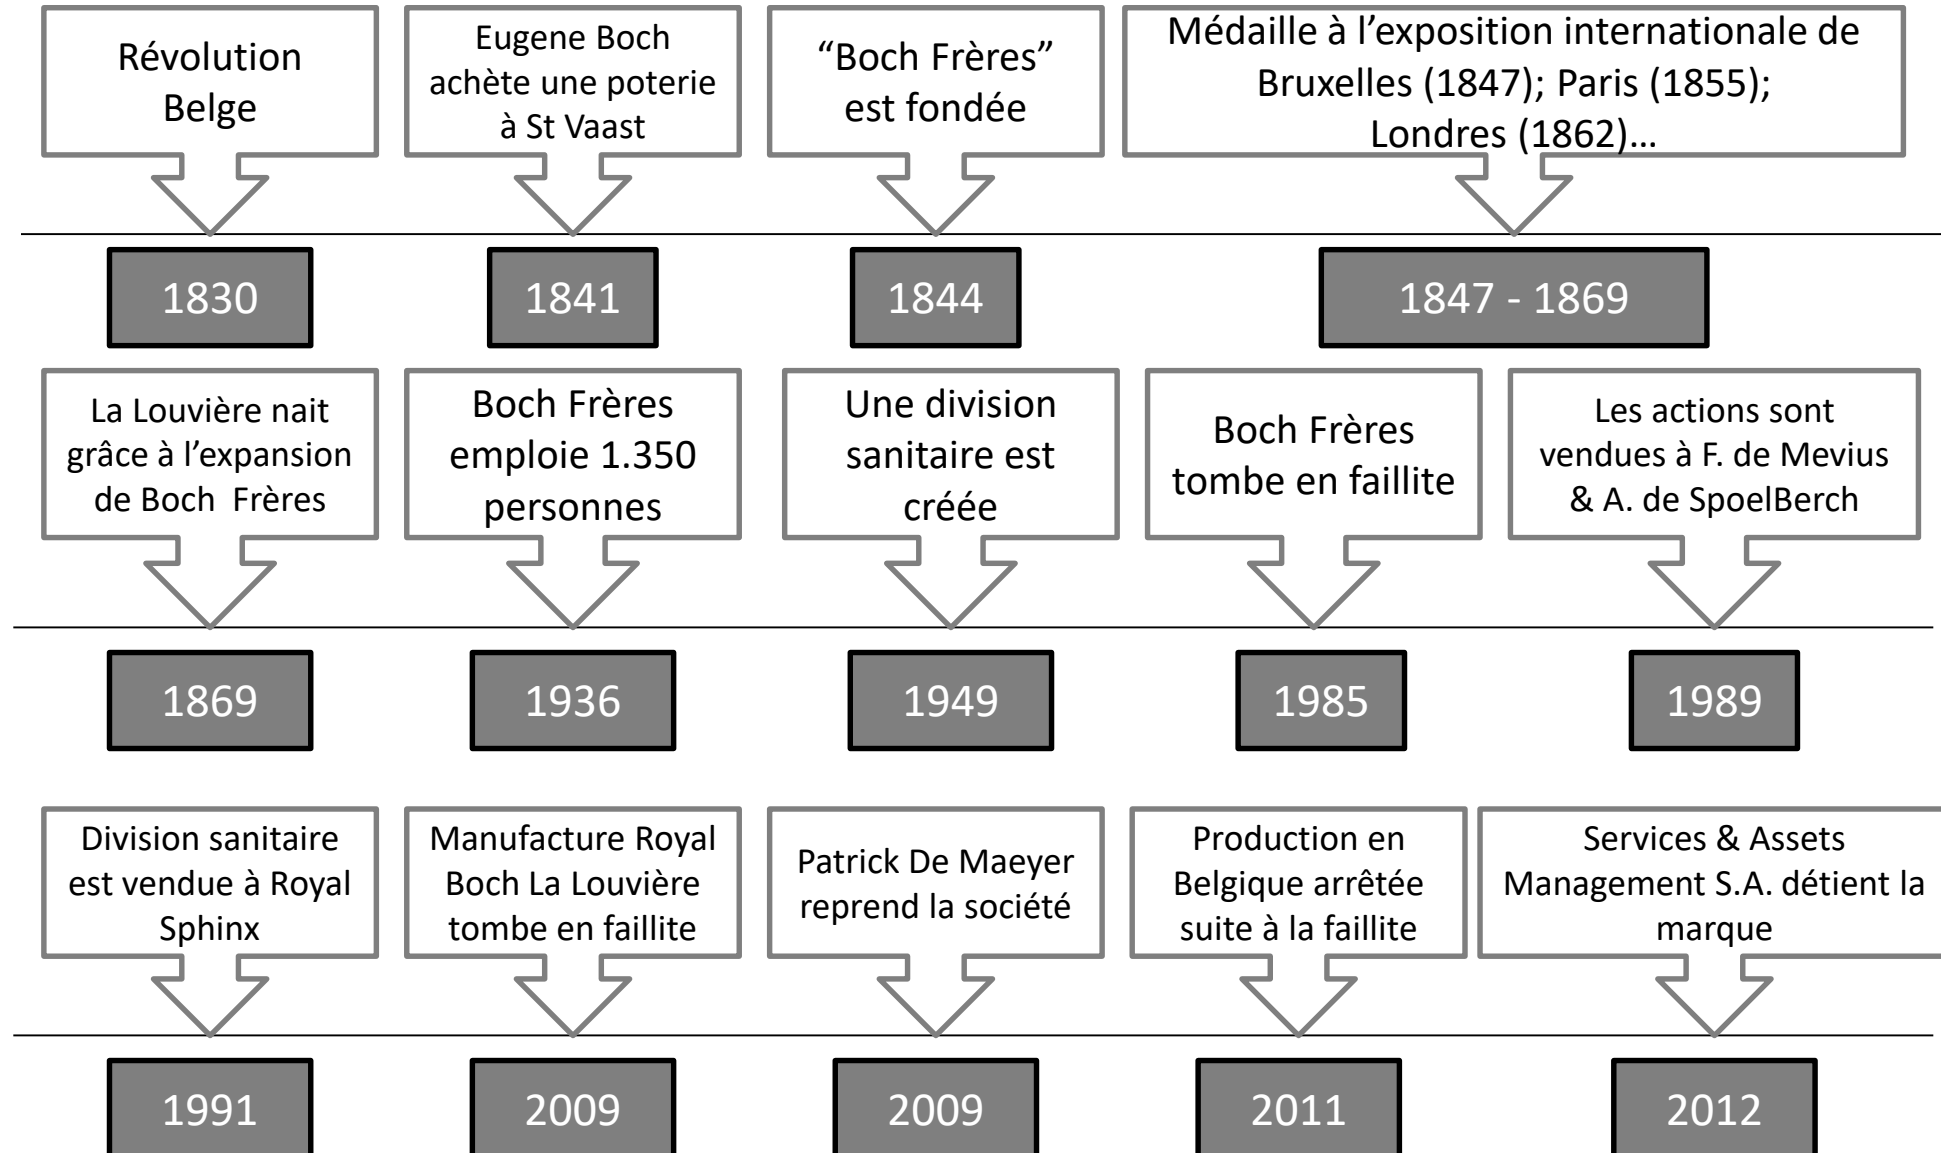 Révolution
Belge
Eugene Boch
achète une poterie
à St Vaast
“Boch Frères”
est fondée
Médaille à l’exposition internationale de
Bruxelles (1847); Paris (1855);
Londres (1862)…
1830
1841
1844
1847 - 1869
La Louvière nait
grâce à l’expansion
de Boch Frères
Boch Frères
emploie 1.350
personnes
Une division
sanitaire est
créée
Boch Frères
tombe en faillite
Les actions sont
vendues à F. de Mevius
& A. de SpoelBerch
1869
1936
1949
1985
1989
Division sanitaire
est vendue à Royal
Sphinx
Manufacture Royal
Boch La Louvière
tombe en faillite
Patrick De Maeyer
reprend la société
Production en
Belgique arrêtée
suite à la faillite
Services & Assets
Management S.A. détient la
marque
1991
2009
2009
2011
2012